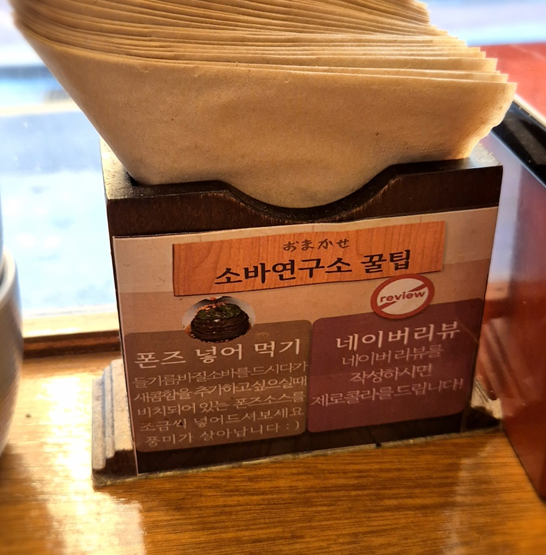 おまかせ
소바연구소 꿀팁
review
폰즈 넣어 먹기
들기름바질소바를 드시다가
새콤함을 추가하고싶으실때
비치되어 있는 폰즈소스를
조금씩 넣어드셔보세요
풍미가 살아납니다 : )
네이버리뷰
네이버리뷰를
작성하시면
제로콜라를드립니다!